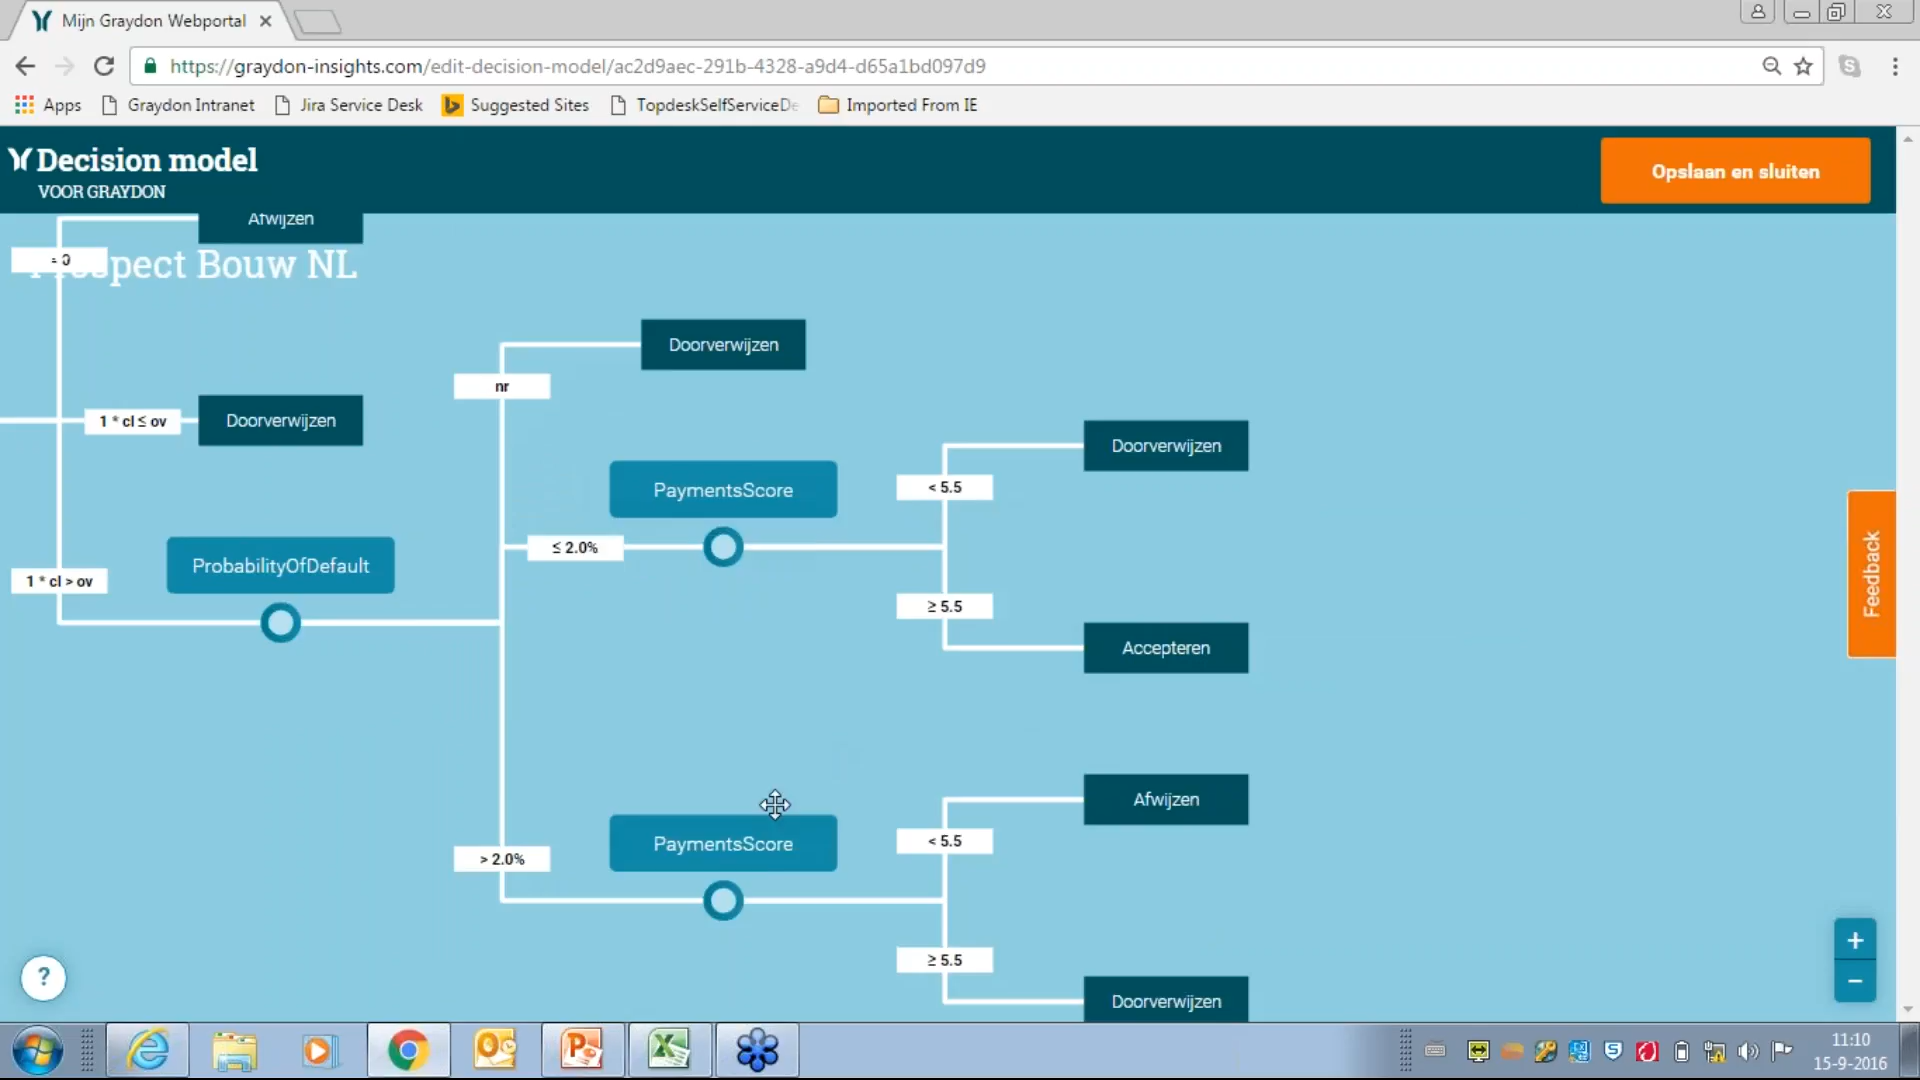 Mijn Graydon Webportal
https://graydon-insights.com/edit-decision-model/ac2d9aec-291b-4328-a9d4-d65a1bd097d9
Apps
Graydon Intranet
Jira Service Desk
Suggested Sites
TopdeskSelfServiceDe
Imported From IE
Decision model
VOOR GRAYDON
Opslaan en sluiten
Afwijzen
= 0
Prospect Bouw NL
Doorverwijzen
nr
1 * cl ≤ ov
Doorverwijzen
Doorverwijzen
PaymentsScore
< 5.5
≤ 2.0%
ProbabilityOfDefault
1 * cl > ov
≥ 5.5
Accepteren
Feedback
Afwijzen
PaymentsScore
< 5.5
> 2.0%
≥ 5.5
Doorverwijzen
+
−
?
11:10
15-9-2016